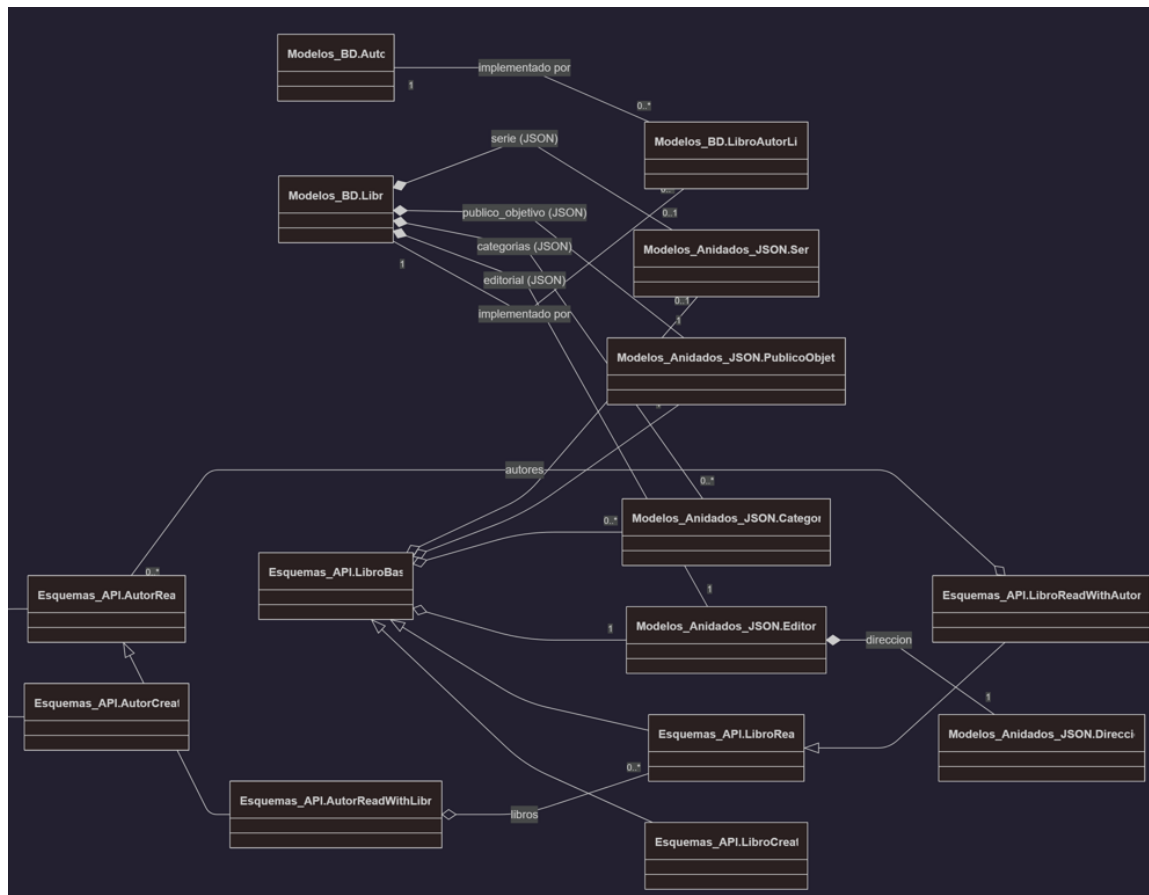 Modelos_BD.Auto
implementado por
1
0..*
serie (JSON)
Modelos_BD.LibroAutorLi
Modelos_BD.Libr
0..1
publico_objetivo (JSON)
categorias (JSON)
Modelos_Anidados_JSON.Ser
1
editorial (JSON)
0..1
implementado por
.1
Modelos_Anidados_JSON.PublicoObjet
autores
0..*
0..*
Modelos_Anidados_JSON.Categor
0..*
Esquemas_API.LibroBas
Esquemas_API.AutorRea
Esquemas_API.LibroReadWithAutor
1
1
Modelos_Anidados_JSON.Editor
direccion
Esquemas_API.AutorCreat
1
Esquemas_API.LibroRea
Modelos_Anidados_JSON.Direcci
0..*
Esquemas_API.AutorReadWithLibr
libros
Esquemas_API.LibroCreat